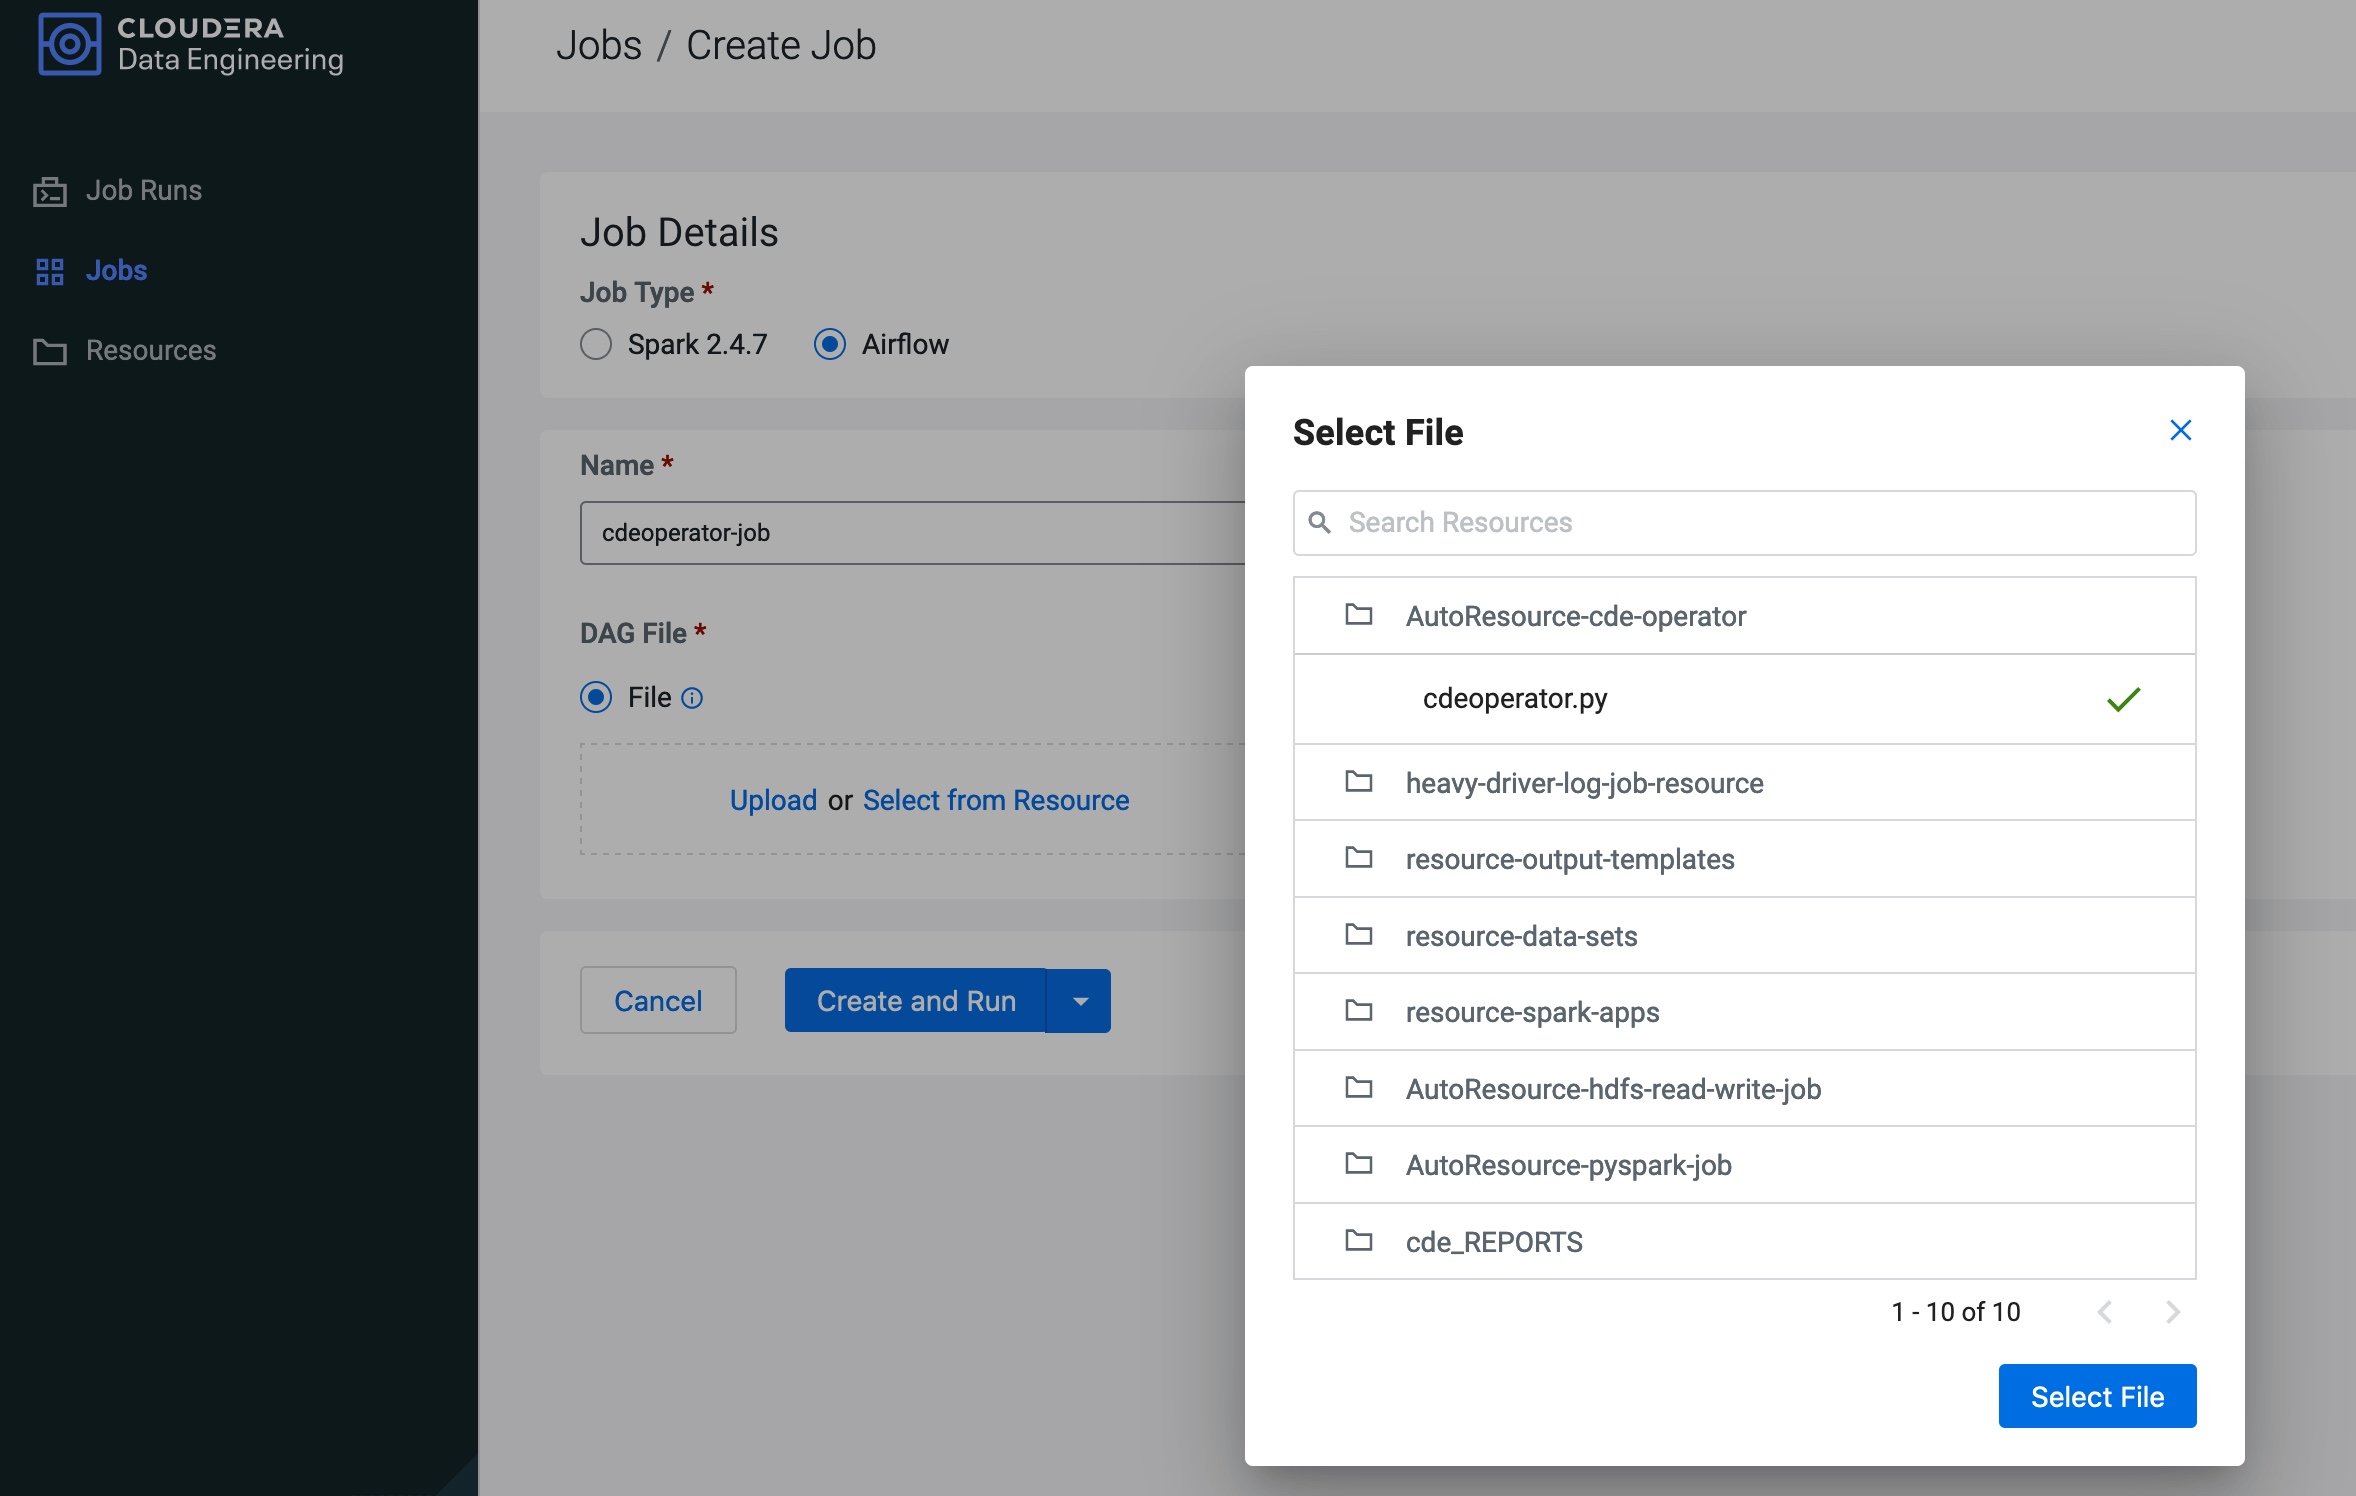 CLOUDERA
Data Engineering
Job Runs
Jobs
Resources
Jobs / Create Job
Job Details
Job Type *
Spark 2.4.7 Airflow
Name *
cdeoperator-job
DAG File *
File
Upload or Select from Resource
Cancel Create and Run
Select File
Search Resources
AutoResource-cde-operator
cdeoperator.py
heavy-driver-log-job-resource
resource-output-templates
resource-data-sets
resource-spark-apps
AutoResource-hdfs-read-write-job
AutoResource-pyspark-job
cde_REPORTS
1 - 10 of 10
Select File